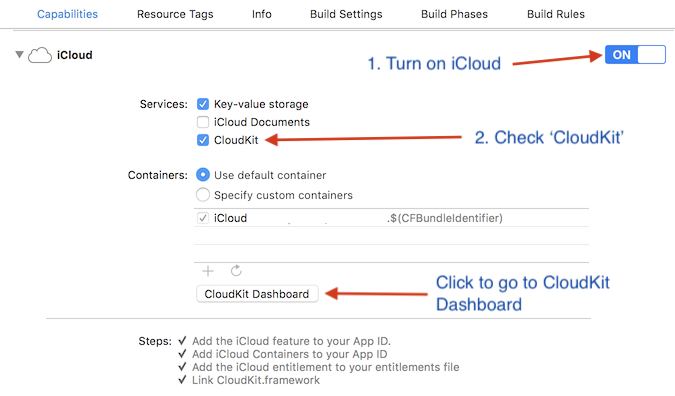 Capabilities Resource Tags Info Build Settings Build Phases Build Rules
iCloud
ON
1. Turn on iCloud
Services: Key-value storage
iCloud Documents
CloudKit
2. Check ‘CloudKit’
Containers: Use default container
Specify custom containers
iCloud .$(CFBundleIdentifier)
CloudKit Dashboard
Click to go to CloudKit
Dashboard
Steps: ✓ Add the iCloud feature to your App ID.
✓ Add iCloud Containers to your App ID
✓ Add the iCloud entitlement to your entitlements file
✓ Link CloudKit.framework